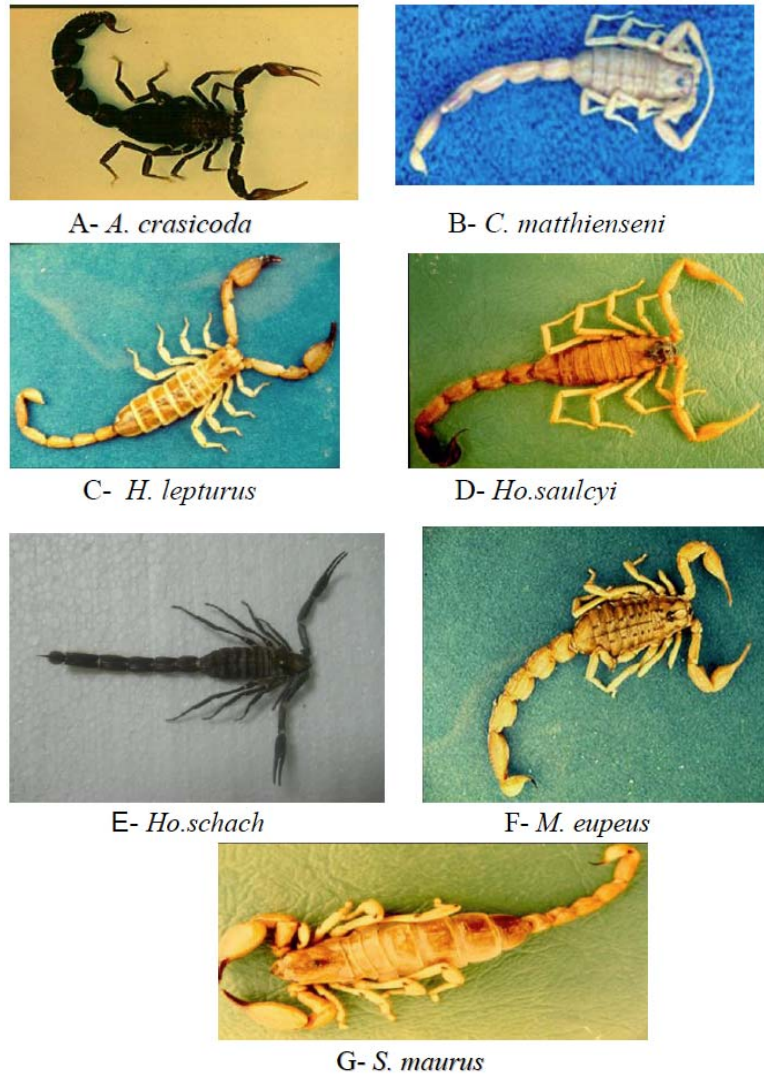 A- A. crasicoda
B- C. matthienseni
C- H. lepturus
D- Ho.saulcyi
E- Ho.schach
F- M. eupeus
G- S. maurus